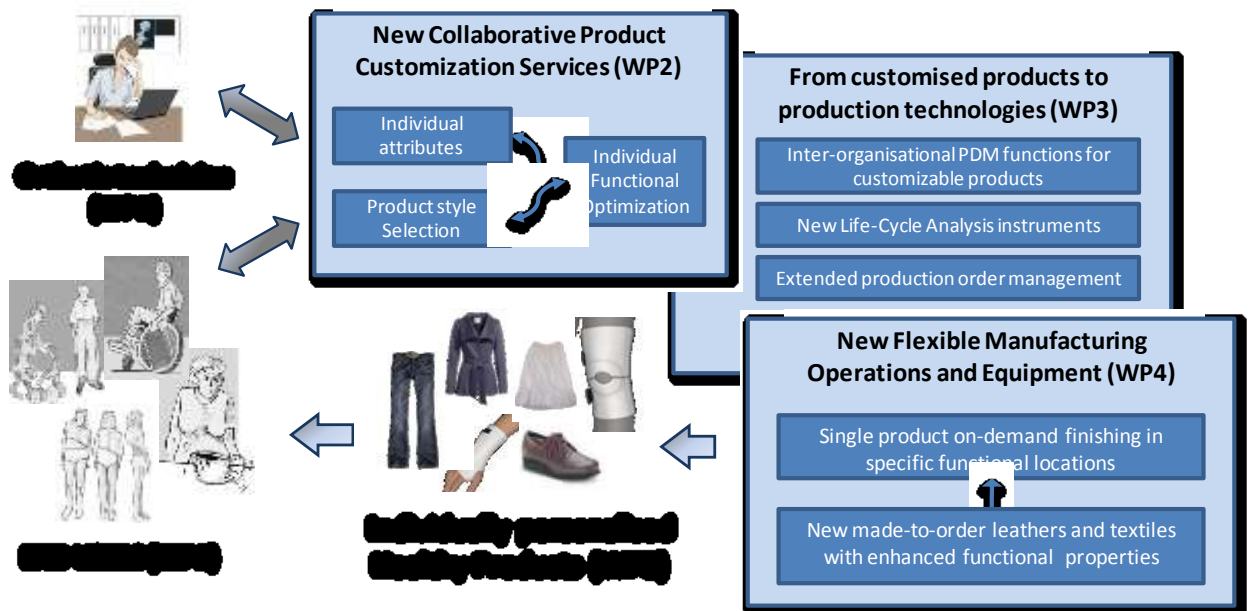 New Collaborative Product
Customization Services (WP2)
Individual
attributes
Product style
Selection
Individual
Functional
Optimization
From customised products to
production technologies (WP3)
Inter-organisational PDM functions for
customizable products
New Life-Cycle Analysis instruments
Extended production order management
New Flexible Manufacturing
Operations and Equipment (WP4)
Single product on-demand finishing in
specific functional locations
New made-to-order leathers and textiles
with enhanced functional properties